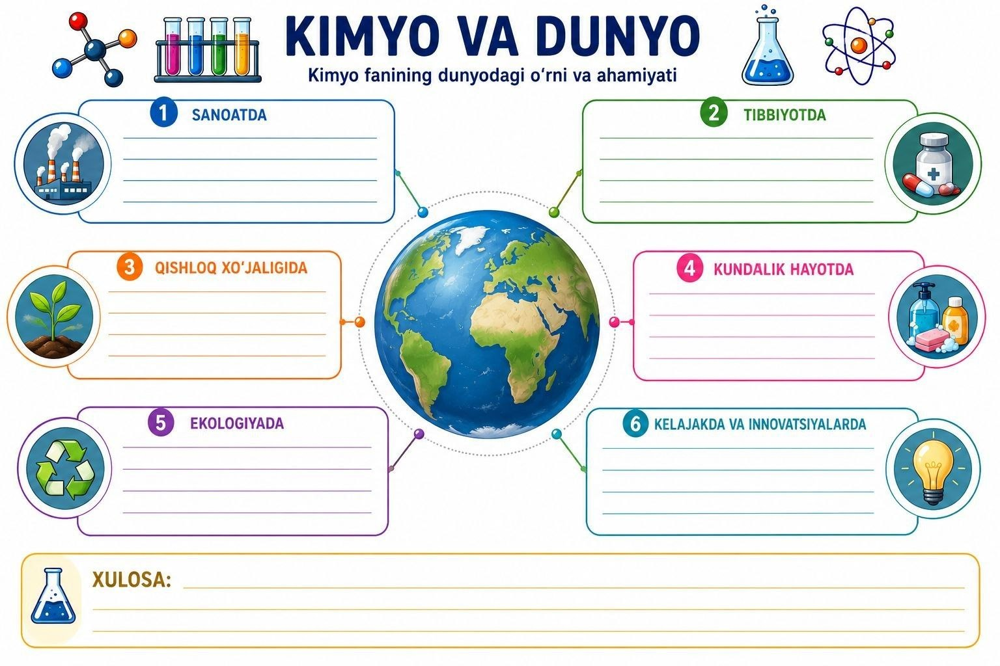 KIMYO VA DUNYO
Kimyo fanining dunyodagi o‘rni va ahamiyati
1 SANOATDA
2 TIBBIYOTDA
3 QISHLOQ XO‘JALIGIDA
4 KUNDALIK HAYOTDA
5 EKOLOGIYADA
6 KELAJAKDA VA INNOVATSIYALARDA
XULOSA: